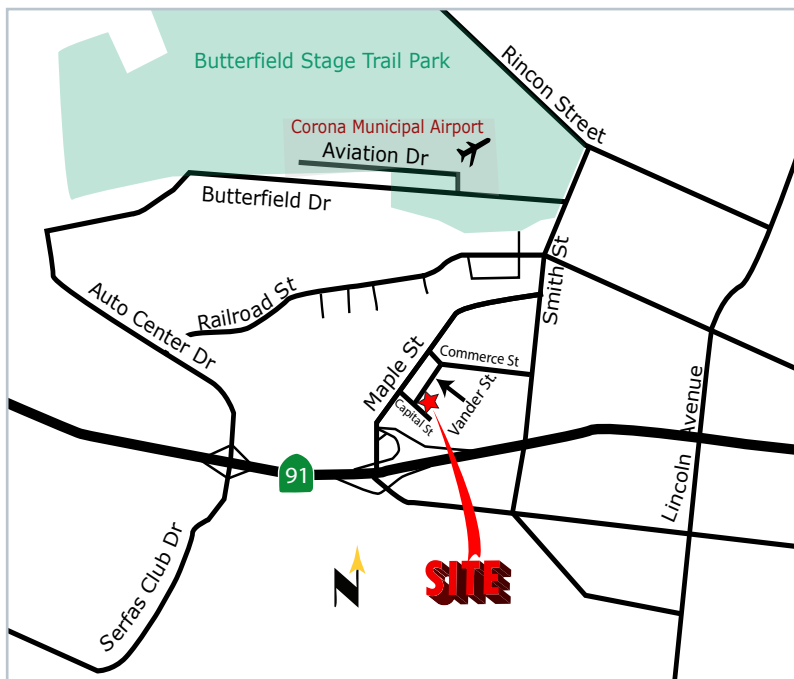 Butterfield Stage Trail Park
Rincon Street
Corona Municipal Airport
Aviation Dr
Butterfield Dr
Smith St
Railroad St
Auto Center Dr
Maple St
Commerce St
Vander St.
Capital St
Lincoln Avenue
91
Serfas Club Dr
N
SITE